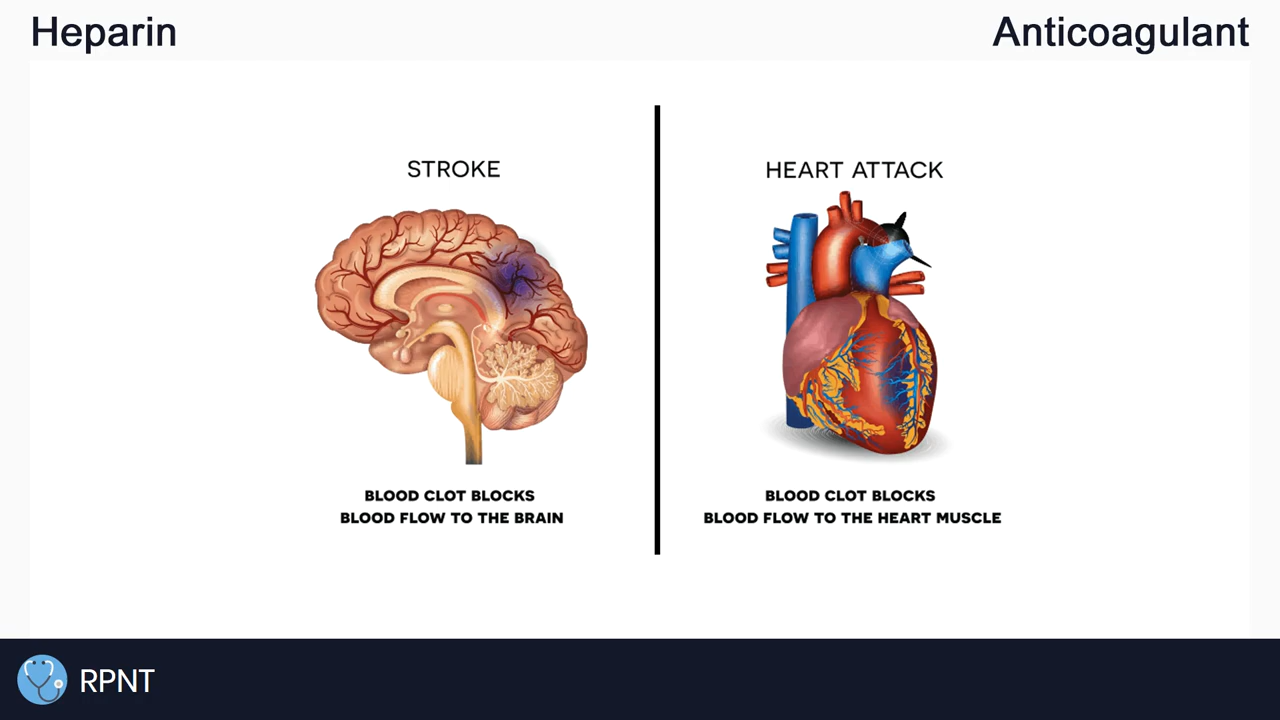 Heparin
Anticoagulant
STROKE
BLOOD CLOT BLOCKS
BLOOD FLOW TO THE BRAIN
HEART ATTACK
BLOOD CLOT BLOCKS
BLOOD FLOW TO THE HEART MUSCLE
RPNT